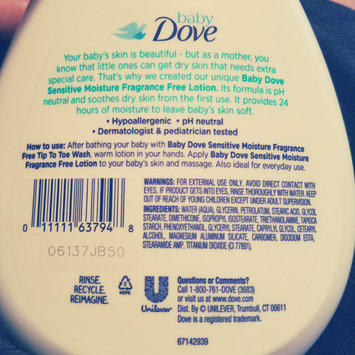 baby
Dove
Your baby's skin is beautiful - but as a mother, you
know that little ones can get dry skin that needs extra
special care. That's why we created our unique Baby Dove
Sensitive Moisture Fragrance Free Lotion. Its formula is pH
neutral and soothes dry skin from the first use. It provides 24
hours of moisture to nourish your baby's skin.
• Hypoallergenic • pH neutral
• Dermatologist & pediatrician tested
How to use: After bathing your baby with Baby Dove Sensitive Moisture Fragrance
Free Tip To Toe Wash, warm lotion in your hands. Apply Baby Dove Sensitive Moisture
Fragrance Free Lotion to your baby's skin and massage. Also ideal for everyday use.
WARNINGS: FOR EXTERNAL USE ONLY. AVOID DIRECT CONTACT WITH
EYES. IF PRODUCT GETS INTO EYES, RINSE THOROUGHLY WITH WATER. KEEP
OUT OF REACH OF YOUNG CHILDREN EXCEPT UNDER ADULT SUPERVISION.
INGREDIENTS: WATER (AQUA), GLYCERIN, PETROLATUM, STEARIC ACID, GLYCOL
STEARATE, DIMETHICONE, ISOPROPYL ISOSTEARATE, TRIETHANOLAMINE, TAPIOCA
STARCH, PHENOXYETHANOL, GLYCERYL STEARATE, CAPRYLYL GLYCOL, CETEARYL
ALCOHOL, MAGNESIUM ALUMINUM SILICATE, CARBOMER, DISODIUM EDTA,
STEARAMIDE AMP, TITANIUM DIOXIDE (CI 77891).
0 11111 63794 8
06137JB50
RINSE.
RECYCLE.
REIMAGINE.
Unilever
Questions or Comments?
Call 1-800-761-DOVE (3683)
or visit us at www.dove.com
Dist. By © UNILEVER, Trumbull, CT 06611
Dove is a registered trademark.
67142939